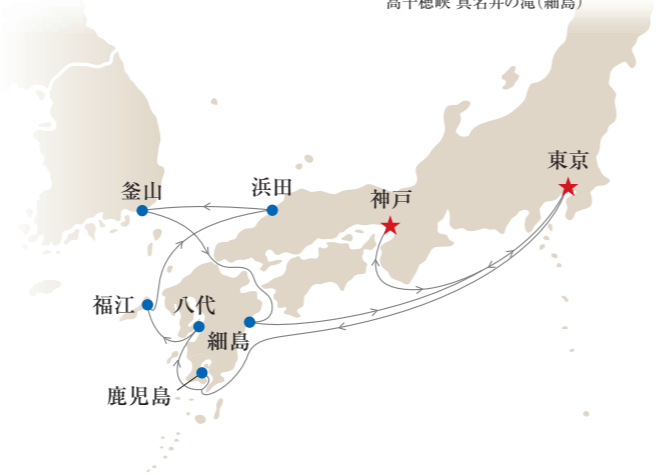 高千穂峡 真名井の滝(細島)
東京
浜田
釜山
神戸
福江
八代
細島
鹿児島